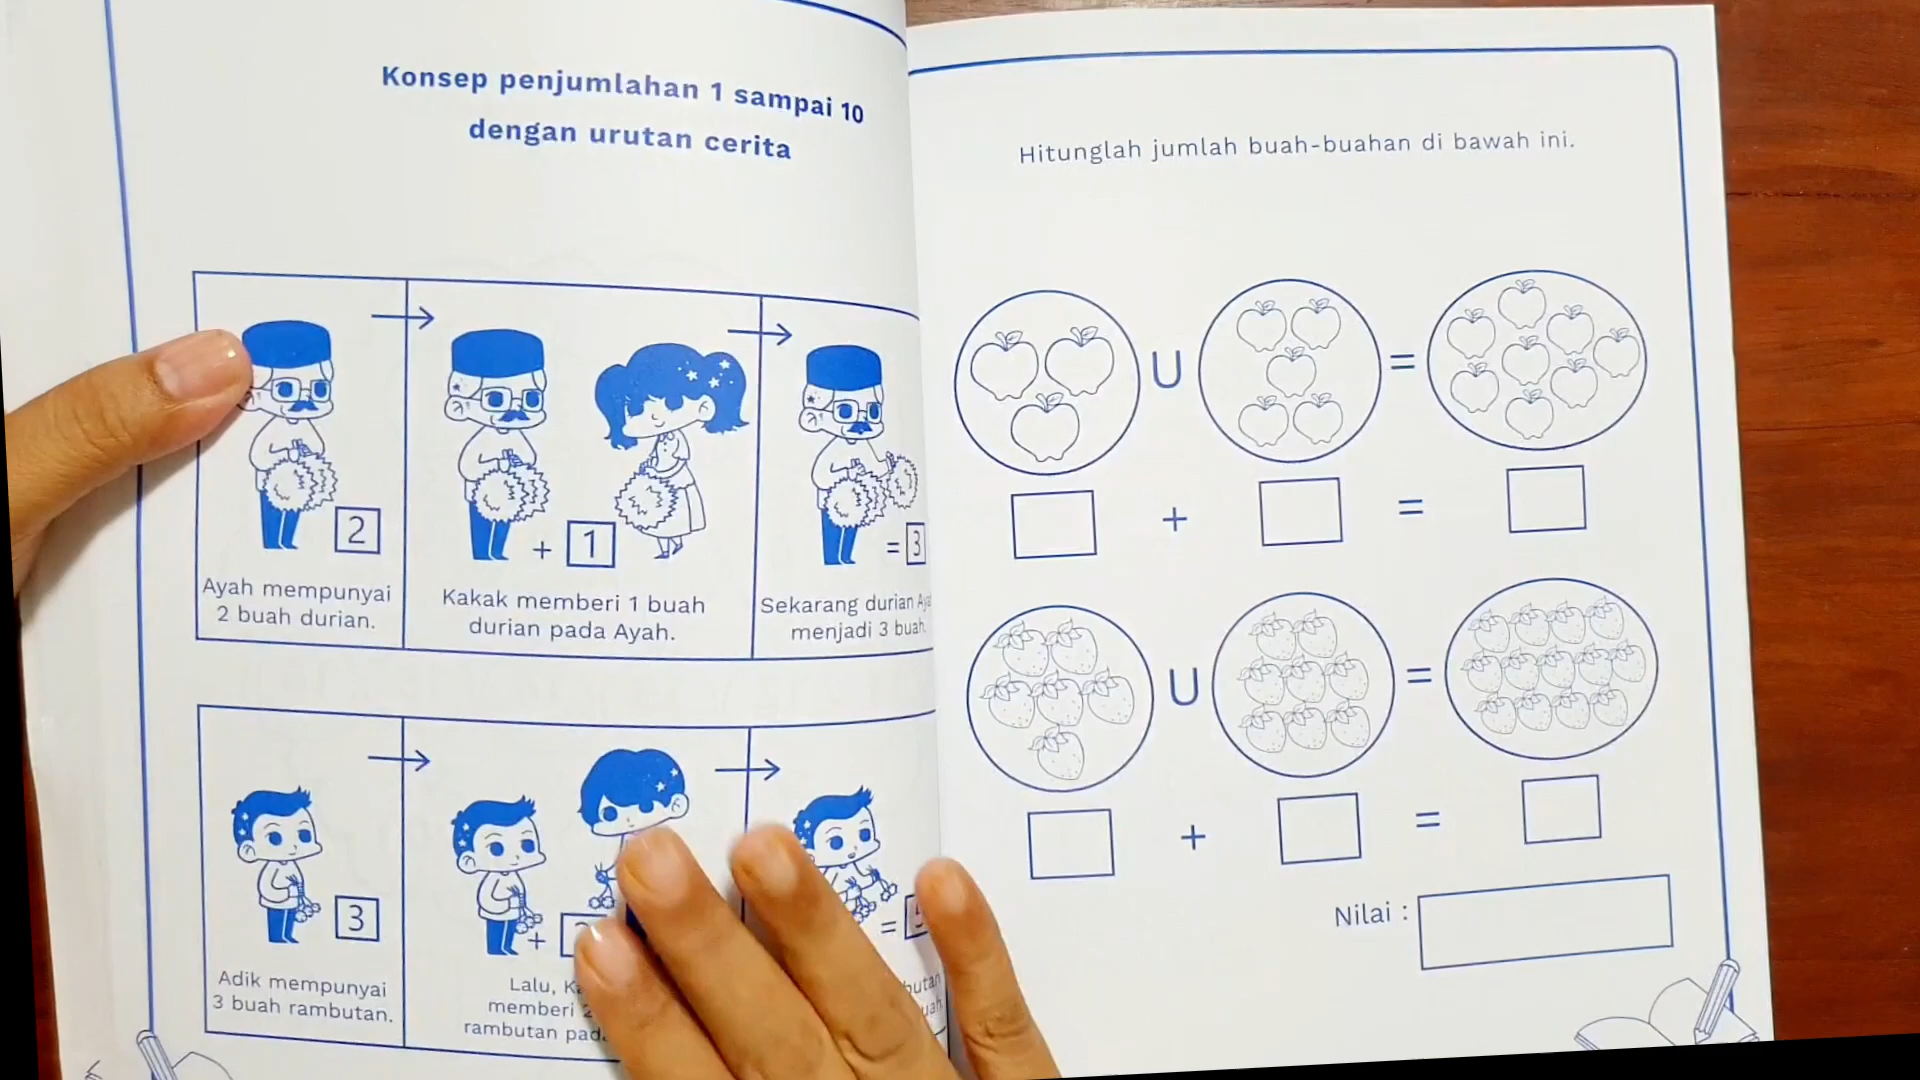 Konsep penjumlahan 1 sampai 10
dengan urutan cerita
2
+ 1
= 3
Ayah mempunyai
2 buah durian.
Kakak memberi 1 buah
durian pada Ayah.
Sekarang durian
menjadi 3 buah
3
+
=
Adik mempunyai
3 buah rambutan.
Lalu,
memberi
rambutan
Hitunglah jumlah buah-buahan di bawah ini.
U =
+ =
U =
+ =
Nilai :